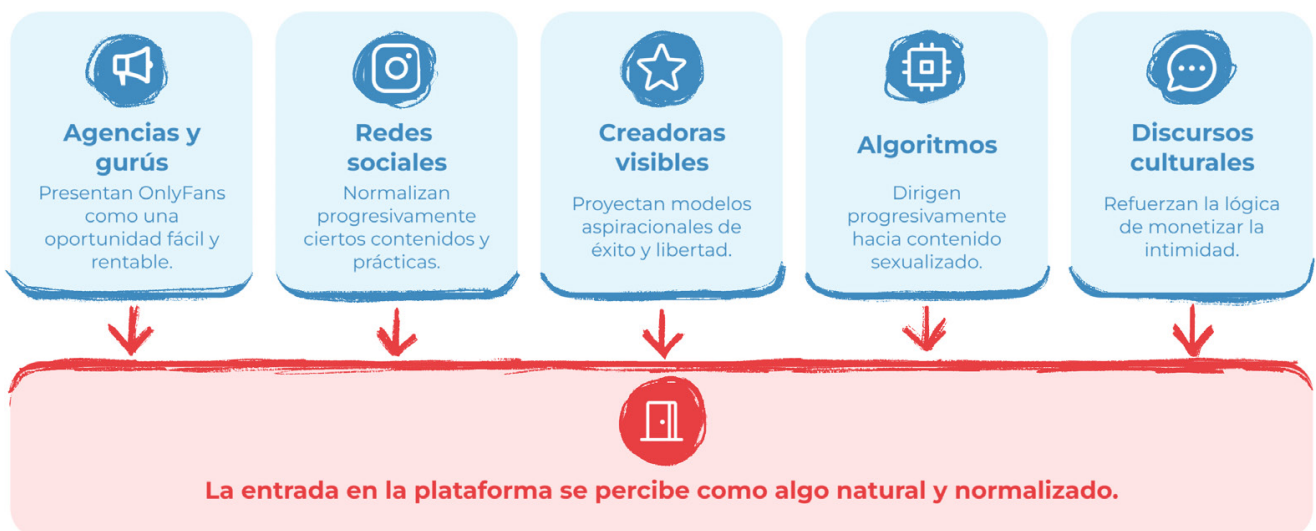 Agencias y
gurús
Presentan OnlyFans
como una
oportunidad fácil y
rentable.
Redes
sociales
Normalizan
progresivamente
ciertos contenidos y
prácticas.
Creadoras
visibles
Proyectan modelos
aspiracionales de
éxito y libertad.
Algoritmos
Dirigen
progresivamente
hacia contenido
sexualizado.
Discursos
culturales
Refuerzan la lógica
de monetizar la
intimidad.
La entrada en la plataforma se percibe como algo natural y normalizado.